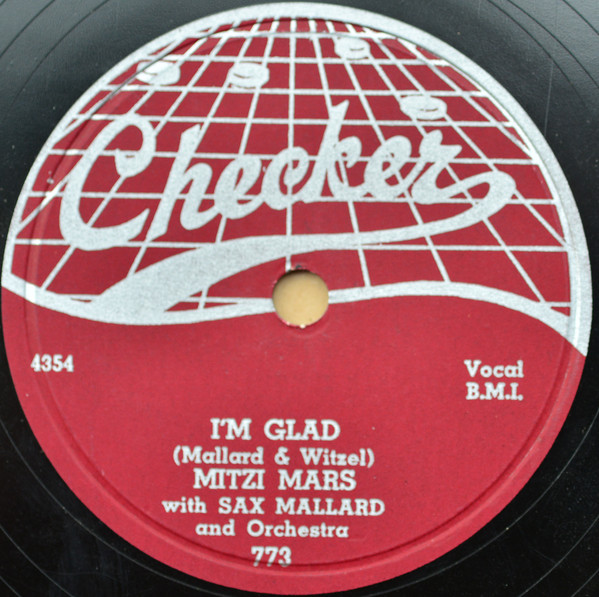 Checker
4354
Vocal
B.M.I.
I'M GLAD
(Mallard & Witzel)
MITZI MARS
with SAX MALLARD
and Orchestra
773